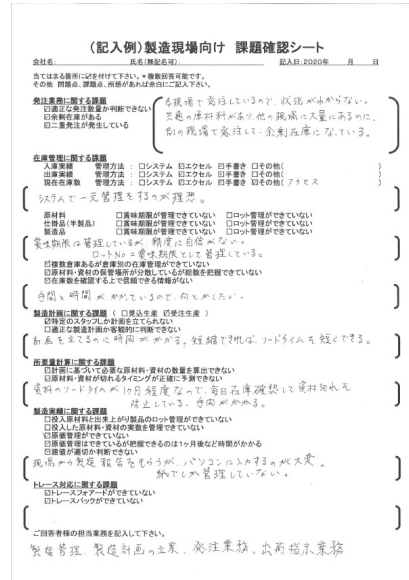 (記入例)製造現場向け 課題確認シート
会社名: 氏名(無記名可): 記入日:2020年 月 日
当てはまる箇所に☑を付けて下さい。*複数回答可能です。
その他 問題点、課題点、所感があれば余白にご記入下さい。
発注業務に関する課題
☑適正な発注数量か判断できない
☑余剰在庫がある
☑二重発注が発生している
各現場で発注しているので、状況がわからない。
共通の原材料があり、他の現場に大量にあるのに、
別の現場で発注して、余剰在庫になっている。
在庫管理に関する課題
入庫実績 管理方法 : □システム ☑エクセル ☑手書き □その他( )
出庫実績 管理方法 : □システム ☑エクセル ☑手書き □その他( )
現在在庫数 管理方法 : □システム ☑エクセル ☑手書き ☑その他( アクセス )
システムで一元管理をするのが理想。
原材料 □賞味期限が管理できていない □ロット管理ができていない
仕掛品(半製品) □賞味期限が管理できていない □ロット管理ができていない
製造品 □賞味期限が管理できていない □ロット管理ができていない
賞味期限は管理しているが、精度に自信がない。
ロットNo=賞味期限として管理している。
☑複数倉庫あるが倉庫別の在庫管理ができていない
☑原材料・資材の保管場所が分散しているが総数を把握できていない
☑在庫数を確認する上で信頼できる情報がない
手間と時間がかかっているので、何とかしたい。
製造計画に関する課題 ( □見込生産 ☑受注生産 )
☑特定のスタッフしか計画を立てられない
□適正な製造計画か客観的に判断できない
計画を立てるのに時間がかかる。短縮できれば、リードタイムも短くできる。
所要量計算に関する課題
☑計画に基づいて必要な原材料・資材の数量を算出できない
☑原材料・資材が切れるタイミングが正確に予測できない
資材のリードタイムが1ヶ月程度なので、毎日在庫確認して資材切れを
防止している。手間がかかる。
製造実績に関する課題
□投入原材料と出来上がり製品のロット管理ができていない
□投入した原材料・資材の実数を管理できていない
☑原価管理ができていない
☑原価管理はできているが把握できるのは1ヶ月後など時間がかかる
☑建値が適切か判断できない
現場から製造報告をもらうが、パソコンに入力するのが大変。
紙でしか管理していない。
トレース対応に関する課題
☑トレースフォアードができていない
□トレースバックができていない
ご回答者様の担当業務を記入して下さい。
製造管理、製造計画の立案、発注業務、出荷指示業務